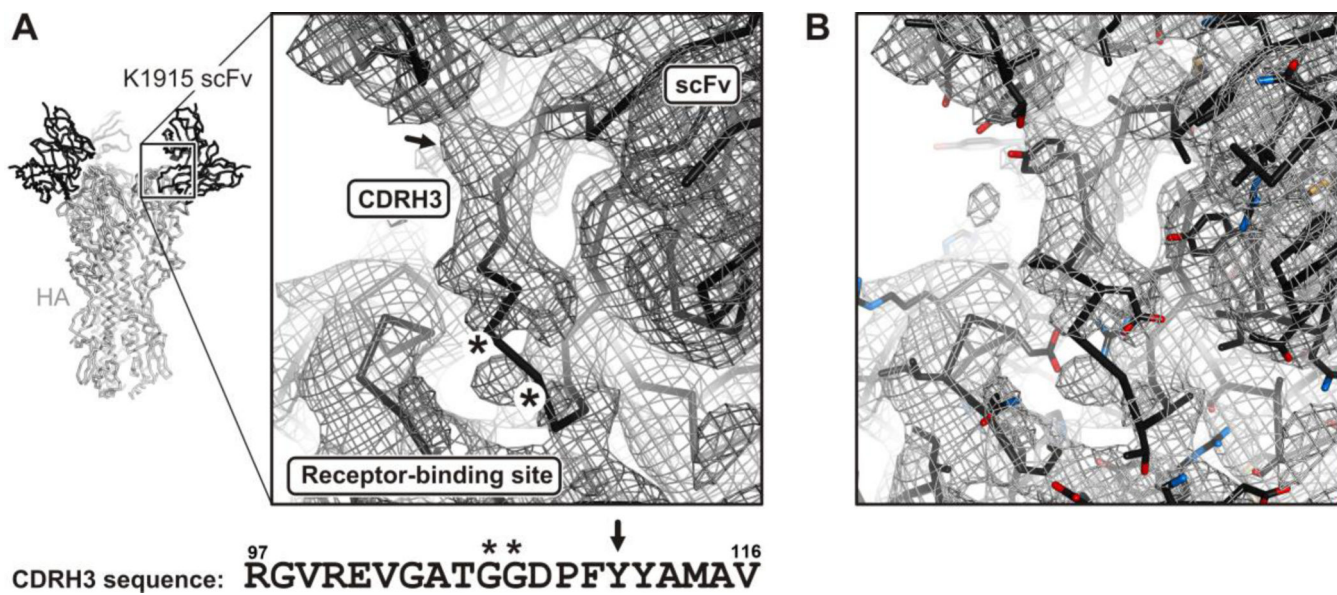 A
B
K1915 scFv
scFv
CDRH3
HA
*
*
Receptor-binding site
97
* *
116
CDRH3 sequence: RGVREVGATGGDPFYYAMAV